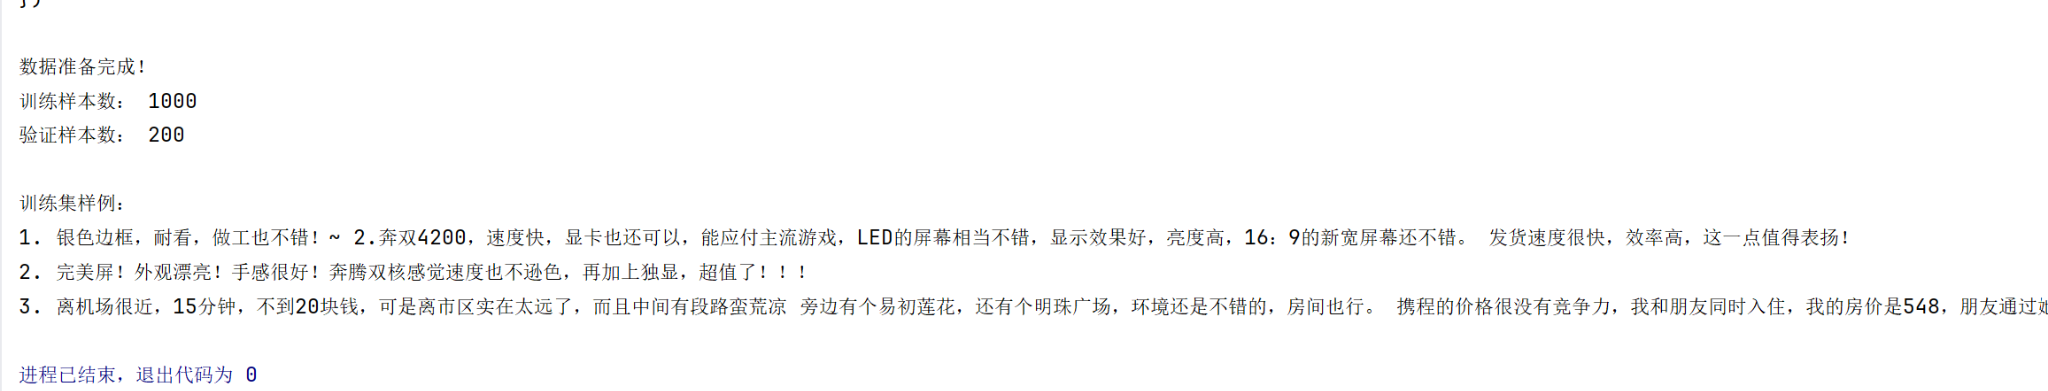 })
数据准备完成!
训练样本数: 1000
验证样本数: 200
训练集样例:
1. 银色边框，耐看，做工也不错！~ 2.奔双4200，速度快，显卡也还可以，能应付主流游戏，LED的屏幕相当不错，显示效果好，亮度高，16：9的新宽屏幕还不错。 发货速度很快，效率高，这一点值得表扬！
2. 完美屏！外观漂亮！手感很好！奔腾双核感觉速度也不逊色，再加上独显，超值了！！！
3. 离机场很近，15分钟，不到20块钱，可是离市区实在太远了，而且中间有段路蛮荒凉 旁边有个易初莲花，还有个明珠广场，环境还是不错的，房间也行。 携程的价格很没有竞争力，我和朋友同时入住，我的房价是548，朋友通过
进程已结束，退出代码为 0